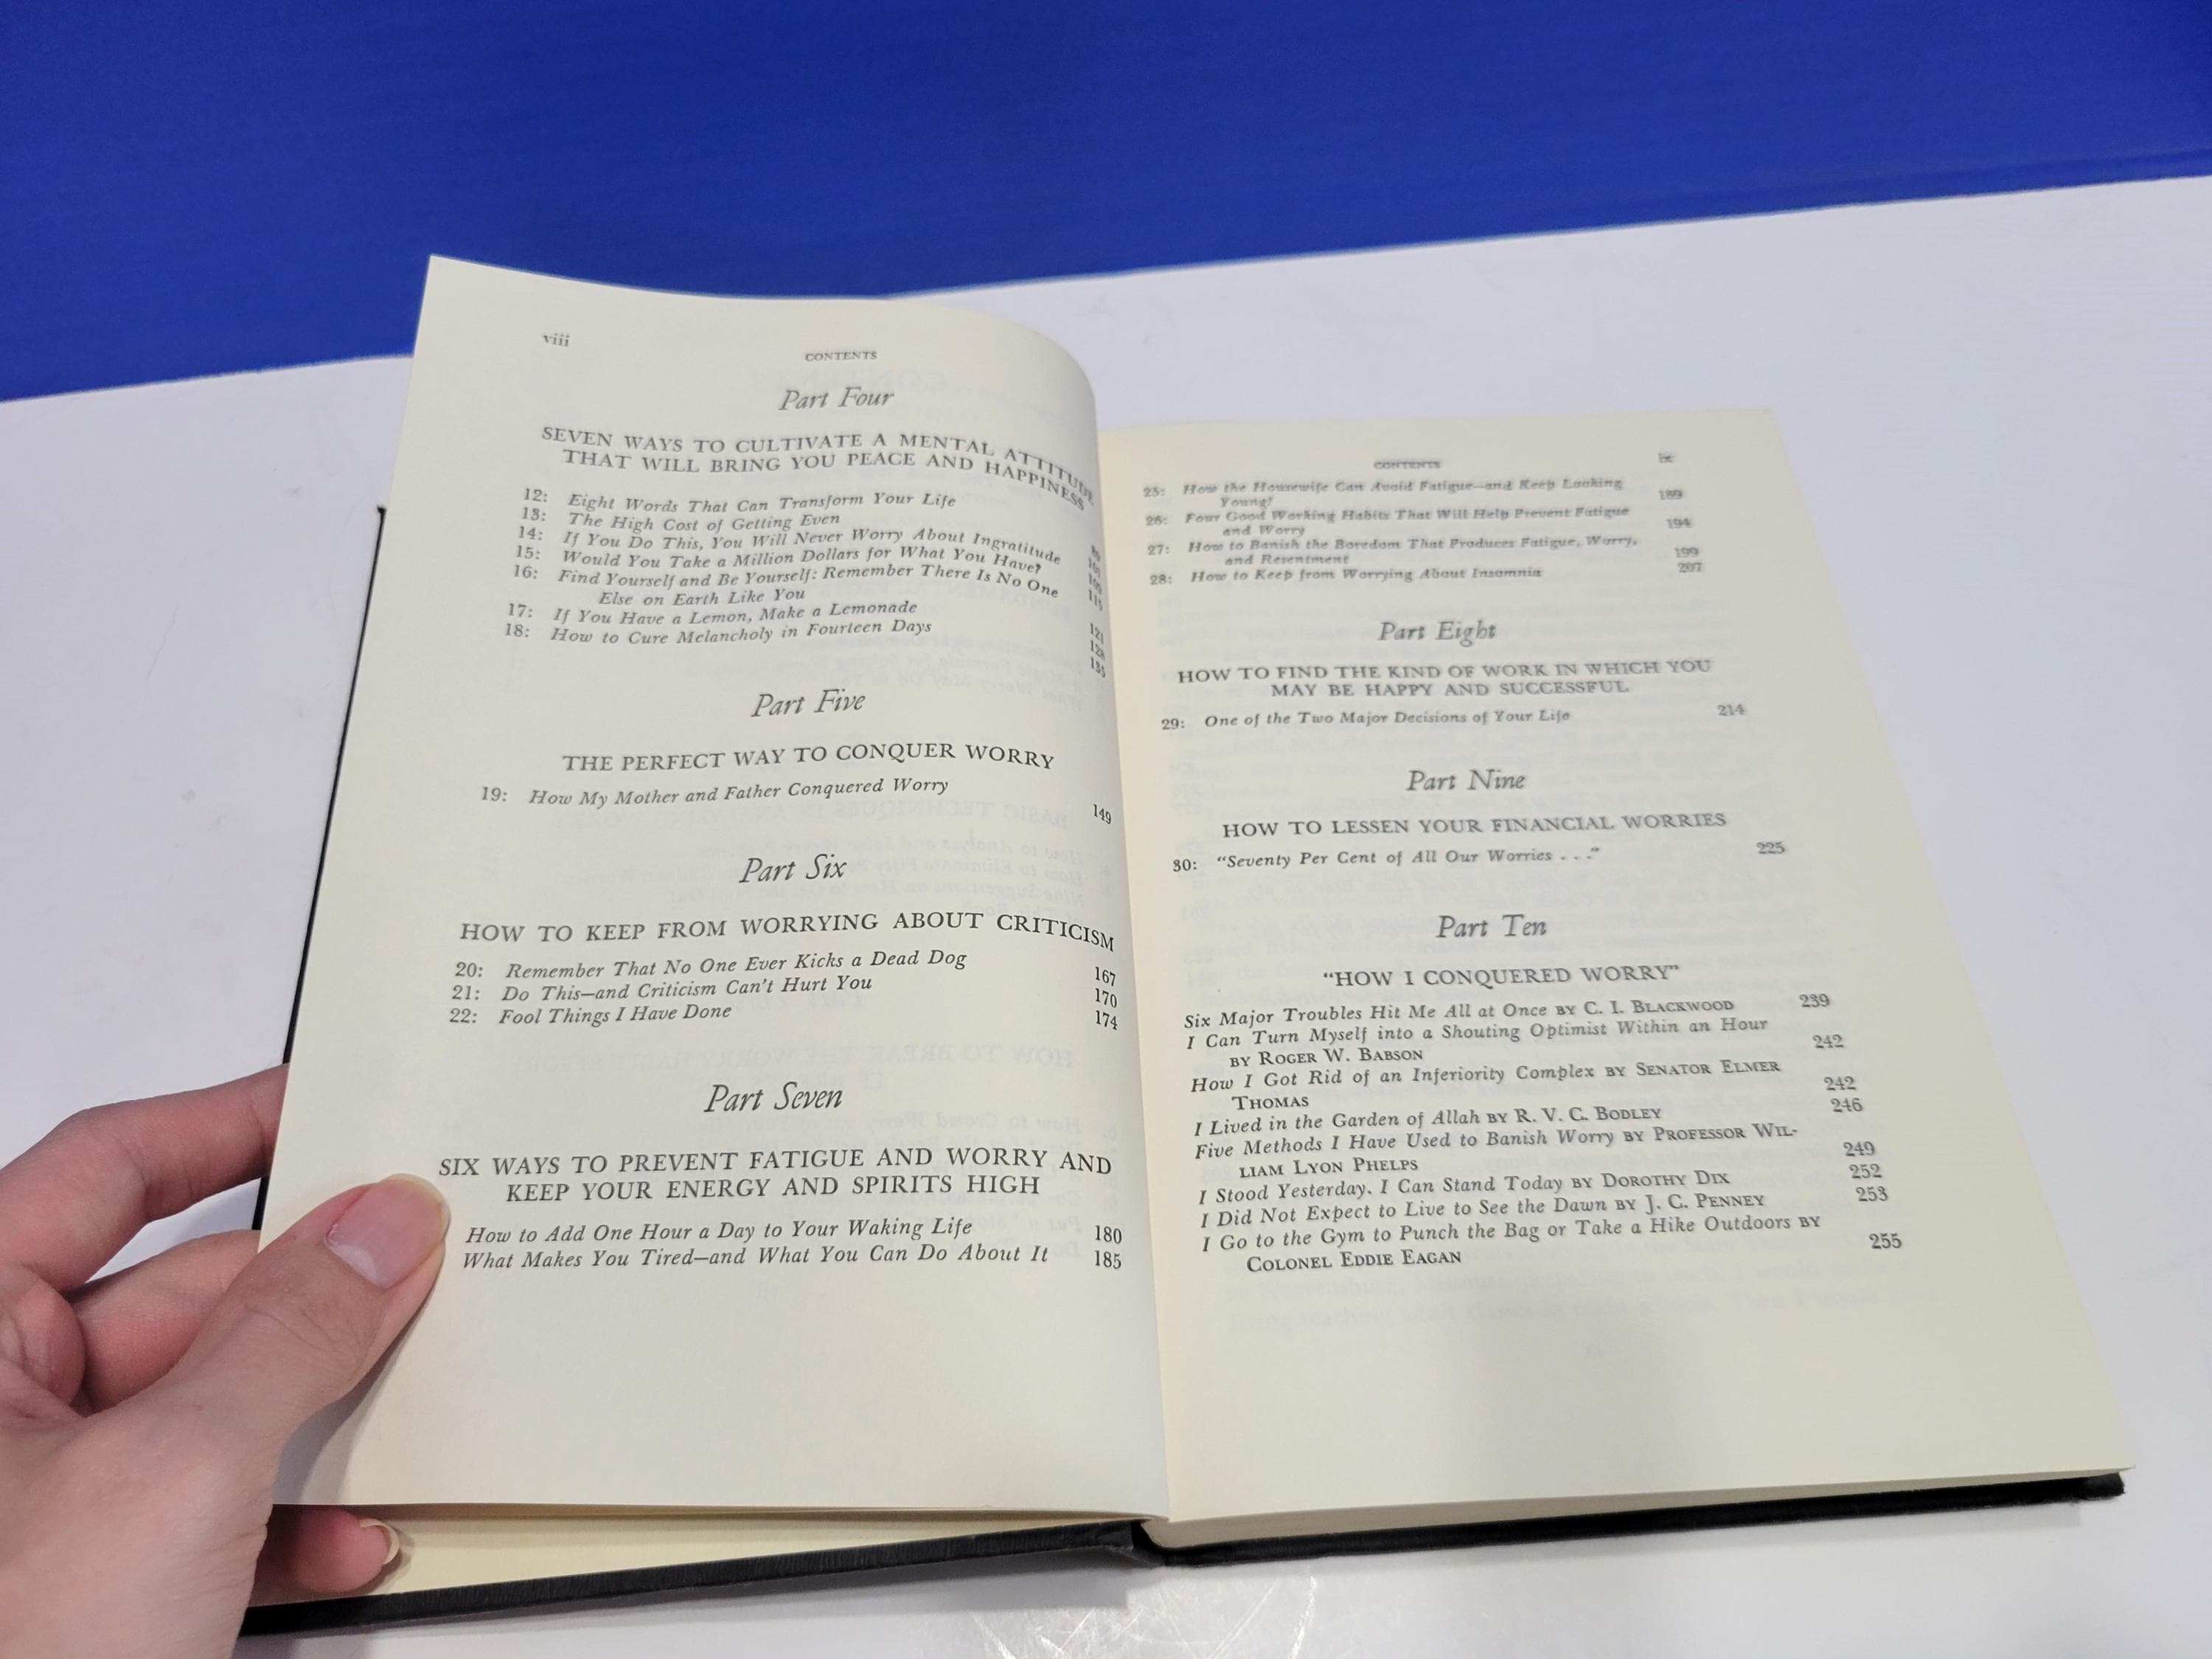 viii
CONTENTS
Part Four
SEVEN WAYS TO CULTIVATE A MENTAL ATTITUDE
THAT WILL BRING YOU PEACE AND HAPPINESS
12: Eight Words That Can Transform Your Life
13: The High Cost of Getting Even
14: If You Do This, You Will Never Worry About Ingratitude
15: Would You Take a Million Dollars for What You Have? 115
16: Find Yourself and Be Yourself: Remember There Is No One
Else on Earth Like You 121
17: If You Have a Lemon, Make a Lemonade 128
18: How to Cure Melancholy in Fourteen Days 135
Part Five
THE PERFECT WAY TO CONQUER WORRY
19: How My Mother and Father Conquered Worry 149
Part Six
HOW TO KEEP FROM WORRYING ABOUT CRITICISM
20: Remember That No One Ever Kicks a Dead Dog 167
21: Do This—and Criticism Can't Hurt You 170
22: Fool Things I Have Done 174
Part Seven
SIX WAYS TO PREVENT FATIGUE AND WORRY AND
KEEP YOUR ENERGY AND SPIRITS HIGH
How to Add One Hour a Day to Your Waking Life 180
What Makes You Tired—and What You Can Do About It 185
CONTENTS ix
25: How the Housewife Can Avoid Fatigue—and Keep Looking
Young! 189
26: Four Good Working Habits That Will Help Prevent Fatigue
and Worry 194
27: How to Banish the Boredom That Produces Fatigue, Worry,
and Resentment 199
28: How to Keep from Worrying About Insomnia 207
Part Eight
HOW TO FIND THE KIND OF WORK IN WHICH YOU
MAY BE HAPPY AND SUCCESSFUL
29: One of the Two Major Decisions of Your Life 214
Part Nine
HOW TO LESSEN YOUR FINANCIAL WORRIES
30: "Seventy Per Cent of All Our Worries . . ." 225
Part Ten
"HOW I CONQUERED WORRY"
Six Major Troubles Hit Me All at Once BY C. I. BLACKWOOD 239
I Can Turn Myself into a Shouting Optimist Within an Hour
BY ROGER W. BABSON 242
How I Got Rid of an Inferiority Complex BY SENATOR ELMER
THOMAS 242
I Lived in the Garden of Allah BY R. V. C. BODLEY 246
Five Methods I Have Used to Banish Worry BY PROFESSOR WIL-
LIAM LYON PHELPS 249
I Stood Yesterday. I Can Stand Today BY DOROTHY DIX 252
I Did Not Expect to Live to See the Dawn BY J. C. PENNEY 253
I Go to the Gym to Punch the Bag or Take a Hike Outdoors BY
COLONEL EDDIE EAGAN 255